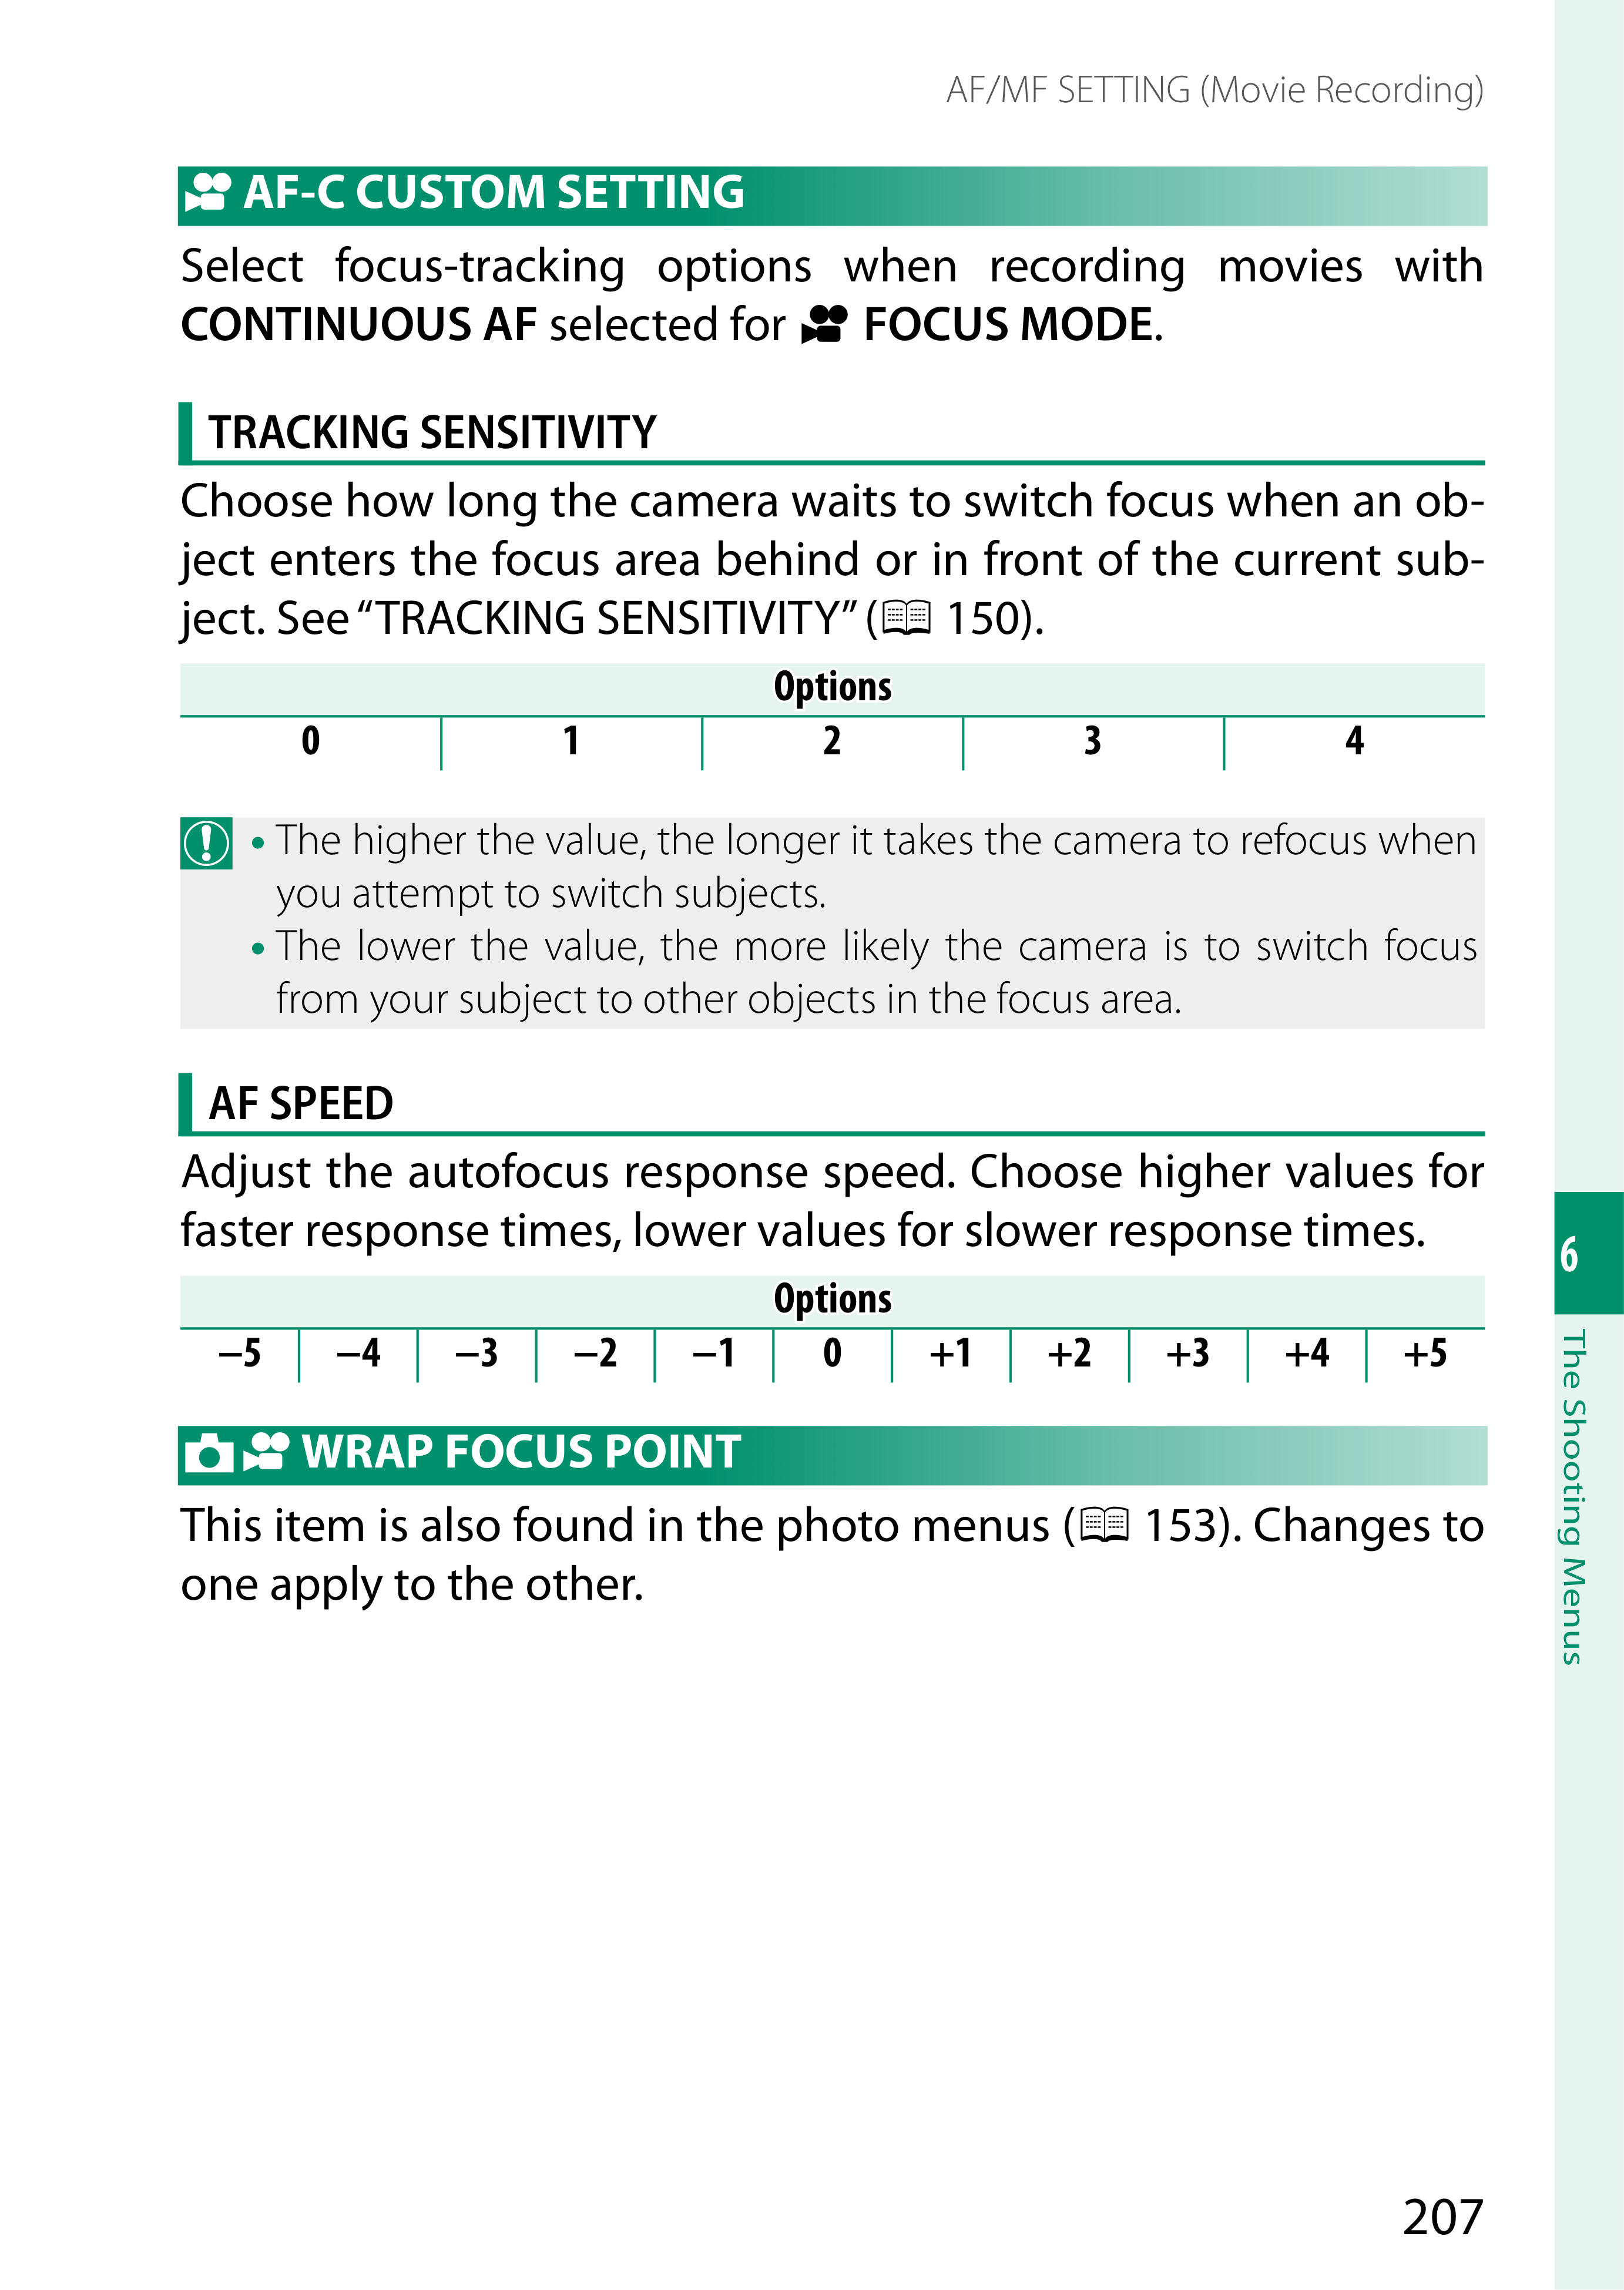 AF/MF SETTING (Movie Recording)
AF-C CUSTOM SETTING
Select focus-tracking options when recording movies with
CONTINUOUS AF selected for FOCUS MODE.
TRACKING SENSITIVITY
Choose how long the camera waits to switch focus when an ob-
ject enters the focus area behind or in front of the current sub-
ject. See “TRACKING SENSITIVITY” ( 150).
Options
0 1 2 3 4
• The higher the value, the longer it takes the camera to refocus when
you attempt to switch subjects.
• The lower the value, the more likely the camera is to switch focus
from your subject to other objects in the focus area.
AF SPEED
Adjust the autofocus response speed. Choose higher values for
faster response times, lower values for slower response times.
Options
−5 −4 −3 −2 −1 0 +1 +2 +3 +4 +5
WRAP FOCUS POINT
This item is also found in the photo menus ( 153). Changes to
one apply to the other.
6
The Shooting Menus
207